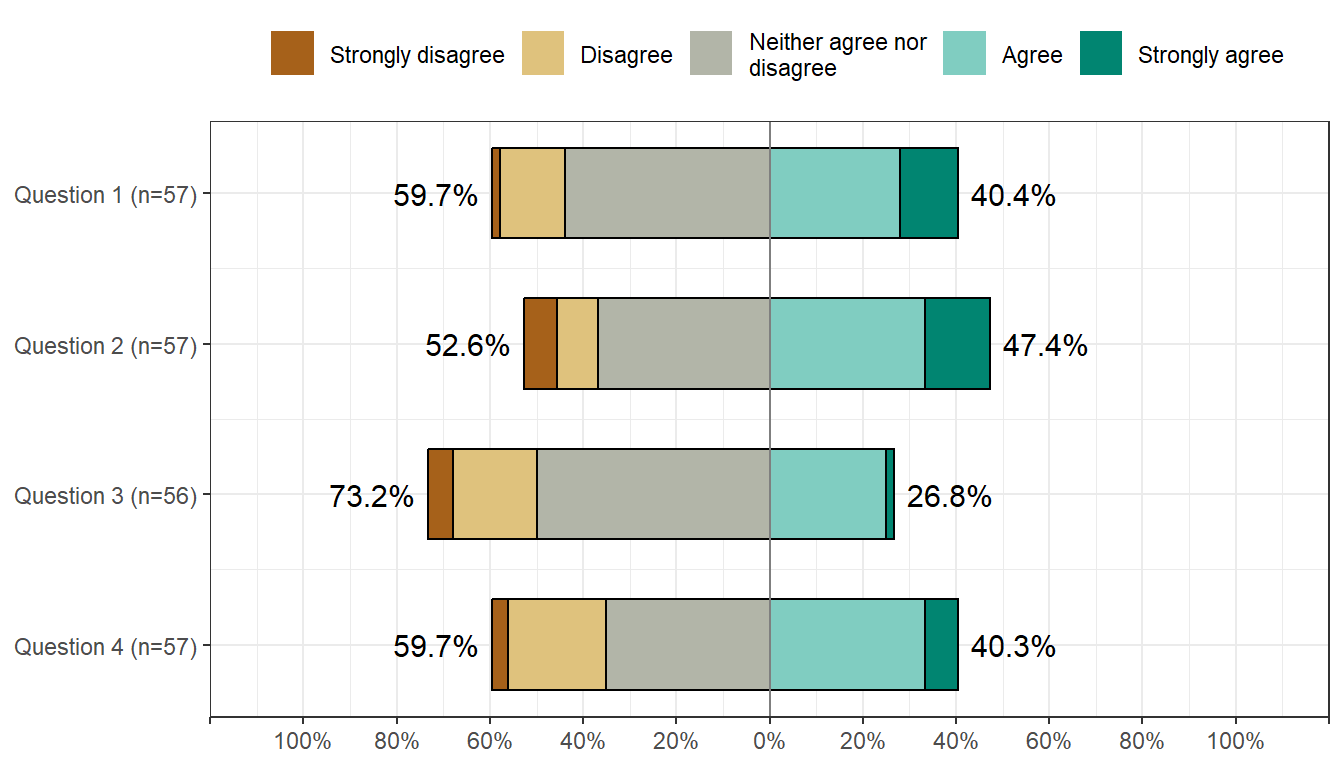 Strongly disagree
Disagree
Neither agree nor
disagree
Agree
Strongly agree
Question 1 (n=57)
59.7%
40.4%
Question 2 (n=57)
52.6%
47.4%
Question 3 (n=56)
73.2%
26.8%
Question 4 (n=57)
59.7%
40.3%
100% 80% 60% 40% 20% 0% 20% 40% 60% 80% 100%